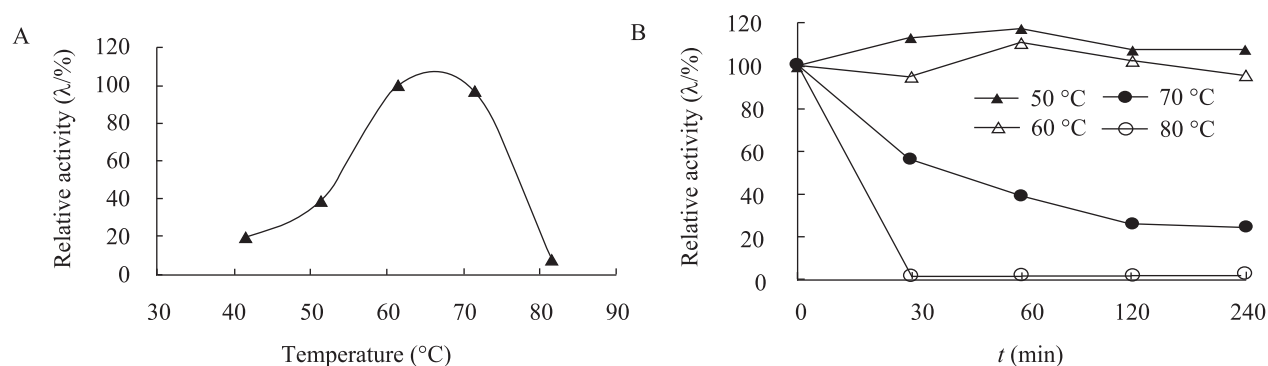 A
Relative activity (λ/%)
120
100
80
60
40
20
0
30 40 50 60 70 80 90
Temperature (°C)
B
Relative activity (λ/%)
120
100
80
60
40
20
0
50 °C 70 °C
60 °C 80 °C
0 30 60 120 240
t (min)